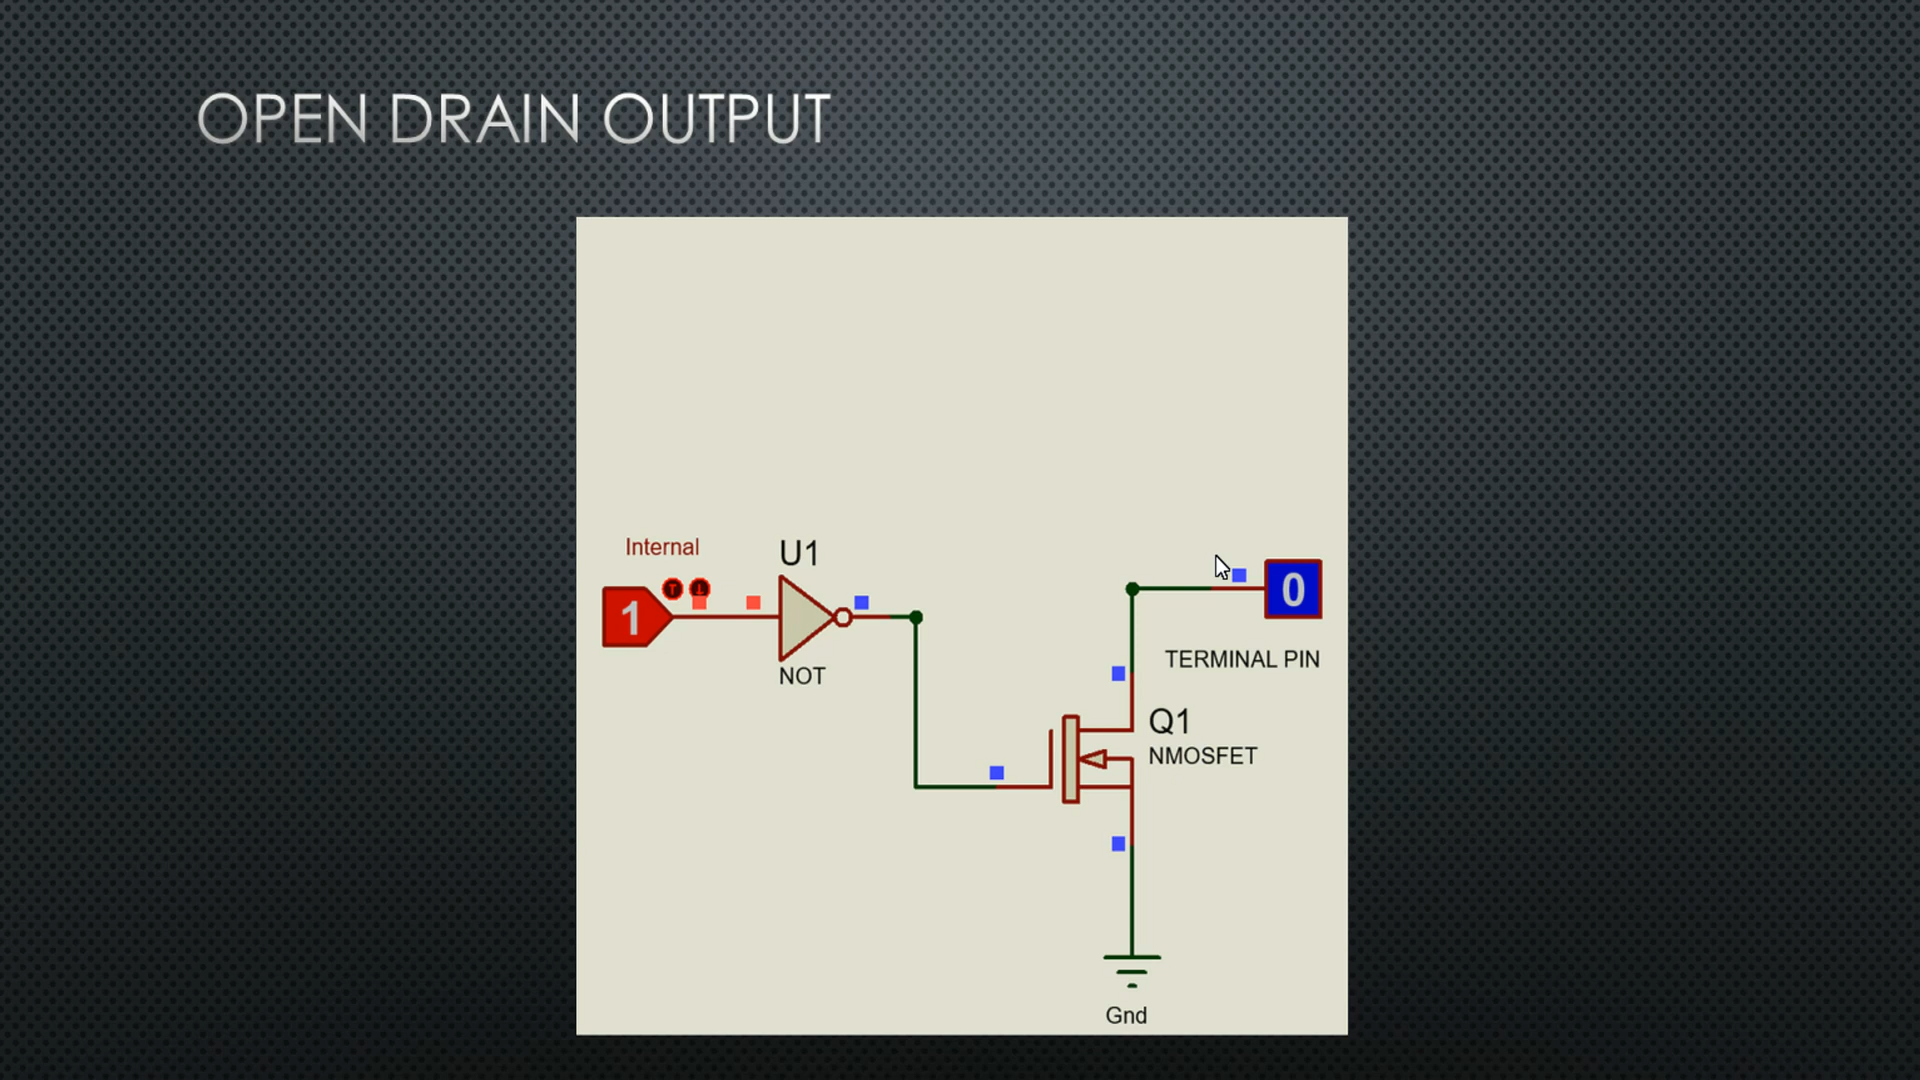 OPEN DRAIN OUTPUT
Internal
U1
1
0
NOT
TERMINAL PIN
Q1
NMOSFET
Gnd